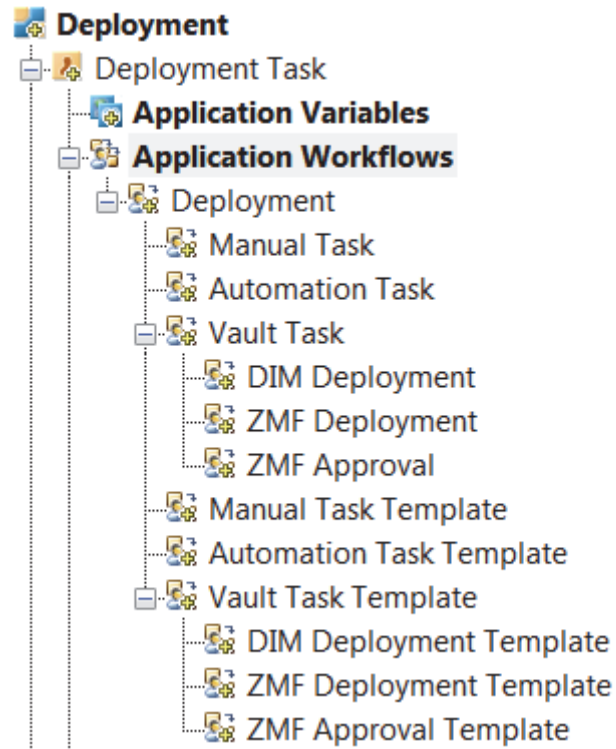 Deployment
Deployment Task
Application Variables
Application Workflows
Deployment
Manual Task
Automation Task
Vault Task
DIM Deployment
ZMF Deployment
ZMF Approval
Manual Task Template
Automation Task Template
Vault Task Template
DIM Deployment Template
ZMF Deployment Template
ZMF Approval Template